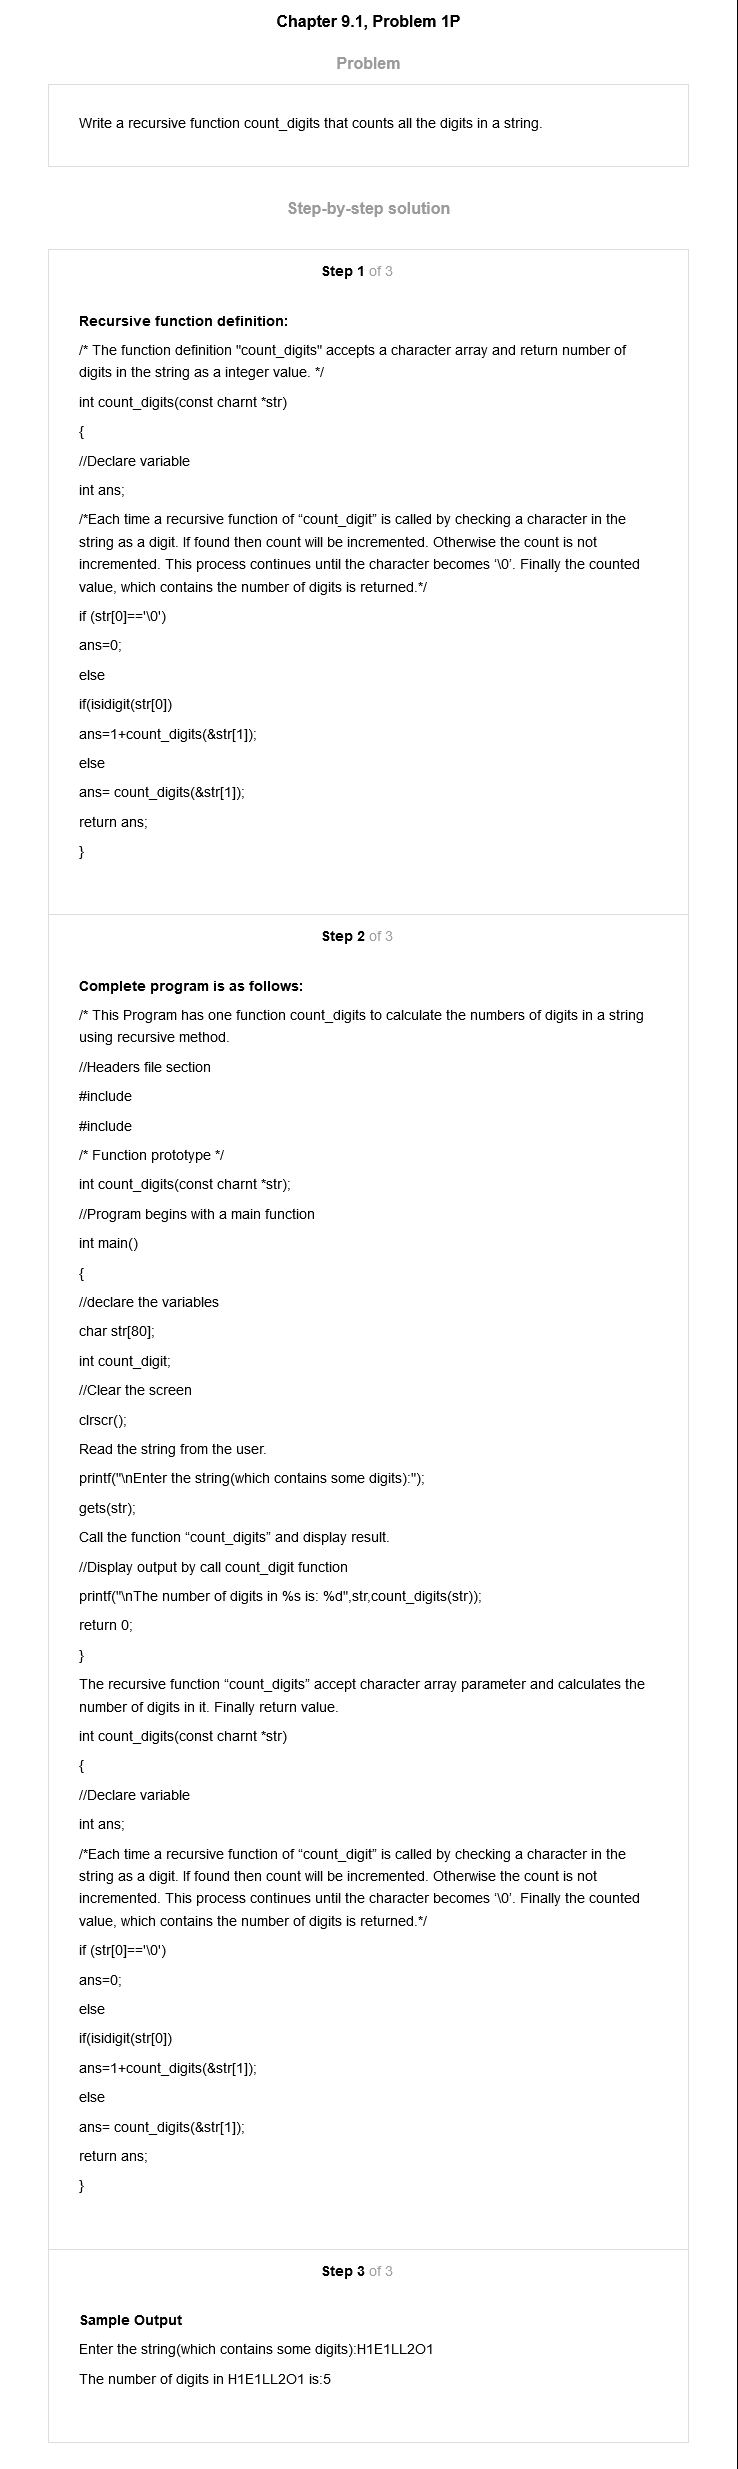 Chapter 9.1, Problem 1P
Problem
Write a recursive function count_digits that counts all the digits in a string.
Step-by-step solution
Step 1 of 3
Recursive function definition:
/* The function definition "count_digits" accepts a character array and return number of
digits in the string as a integer value. */
int count_digits(const charnt *str)
{
//Declare variable
int ans;
/*Each time a recursive function of “count_digit” is called by checking a character in the
string as a digit. If found then count will be incremented. Otherwise the count is not
incremented. This process continues until the character becomes ‘\0’. Finally the counted
value, which contains the number of digits is returned.*/
if (str[0]=='\0')
ans=0;
else
if(isidigit(str[0])
ans=1+count_digits(&str[1]);
else
ans= count_digits(&str[1]);
return ans;
}
Step 2 of 3
Complete program is as follows:
/* This Program has one function count_digits to calculate the numbers of digits in a string
using recursive method.
//Headers file section
#include
#include
/* Function prototype */
int count_digits(const charnt *str);
//Program begins with a main function
int main()
{
//declare the variables
char str[80];
int count_digit;
//Clear the screen
clrscr();
Read the string from the user.
printf("\nEnter the string(which contains some digits):");
gets(str);
Call the function “count_digits” and display result.
//Display output by call count_digit function
printf("\nThe number of digits in %s is: %d",str,count_digits(str));
return 0;
}
The recursive function “count_digits” accept character array parameter and calculates the
number of digits in it. Finally return value.
int count_digits(const charnt *str)
{
//Declare variable
int ans;
/*Each time a recursive function of “count_digit” is called by checking a character in the
string as a digit. If found then count will be incremented. Otherwise the count is not
incremented. This process continues until the character becomes ‘\0’. Finally the counted
value, which contains the number of digits is returned.*/
if (str[0]=='\0')
ans=0;
else
if(isidigit(str[0])
ans=1+count_digits(&str[1]);
else
ans= count_digits(&str[1]);
return ans;
}
Step 3 of 3
Sample Output
Enter the string(which contains some digits):H1E1LL2O1
The number of digits in H1E1LL2O1 is:5